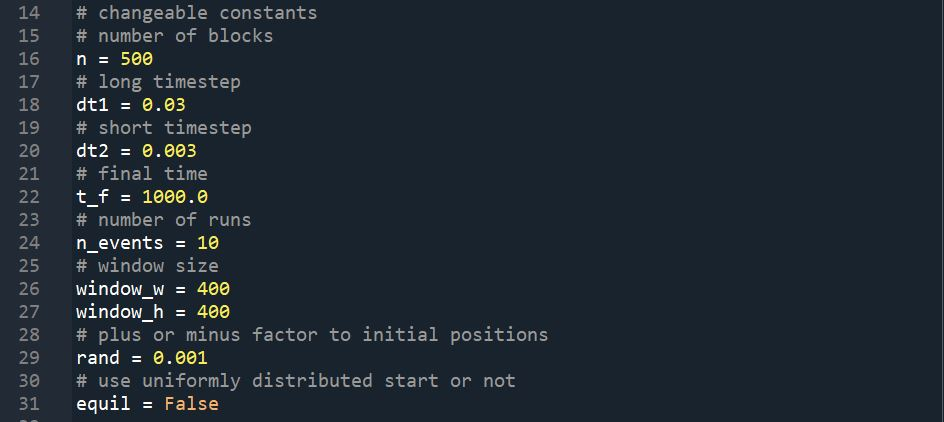 14 # changeable constants
15 # number of blocks
16 n = 500
17 # long timestep
18 dt1 = 0.03
19 # short timestep
20 dt2 = 0.003
21 # final time
22 t_f = 1000.0
23 # number of runs
24 n_events = 10
25 # window size
26 window_w = 400
27 window_h = 400
28 # plus or minus factor to initial positions
29 rand = 0.001
30 # use uniformly distributed start or not
31 equil = False